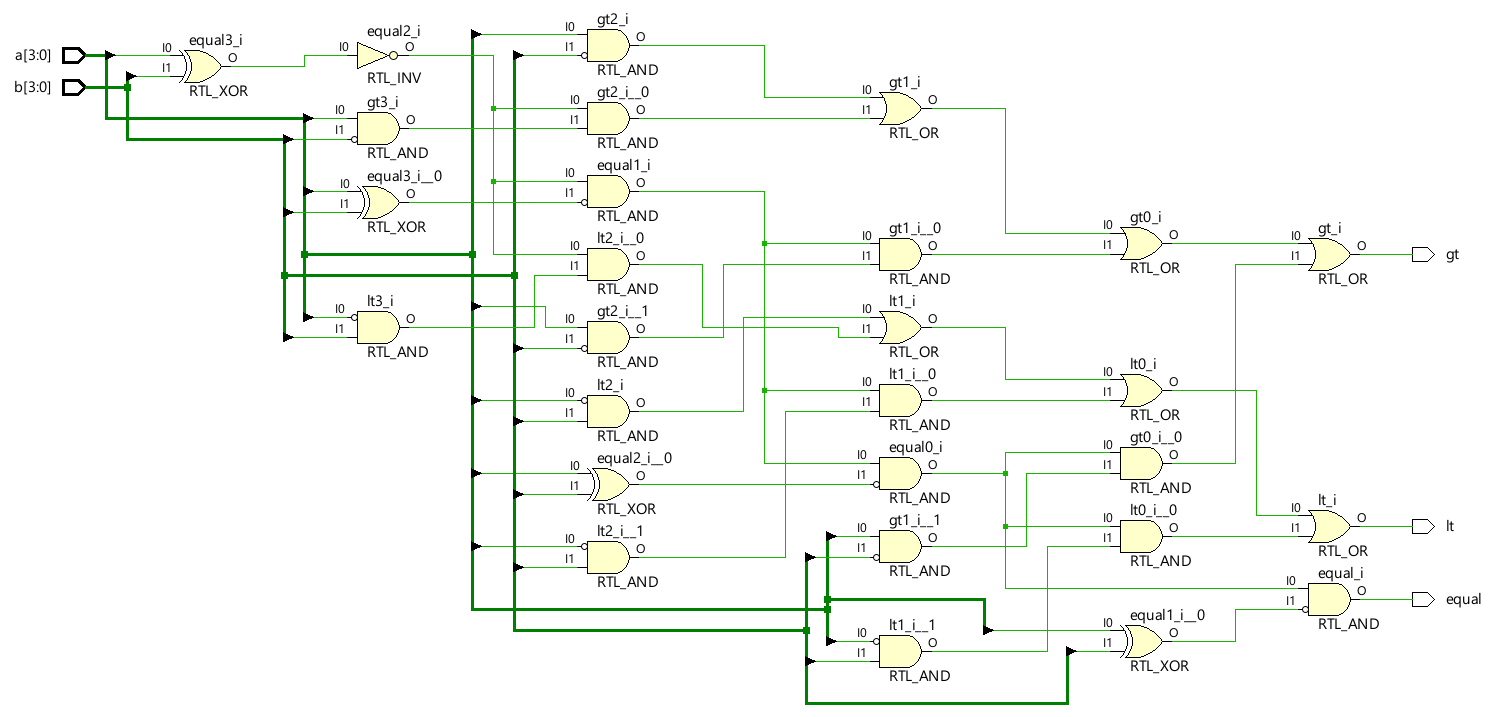 a[3:0]
b[3:0]
equal3_i
I0
I1
O
RTL_XOR
equal2_i
I0
O
RTL_INV
gt3_i
I0
I1
O
RTL_AND
equal3_i__0
I0
I1
O
RTL_XOR
lt3_i
I0
I1
O
RTL_AND
gt2_i
I0
I1
O
RTL_AND
gt2_i__0
I0
I1
O
RTL_AND
equal1_i
I0
I1
O
RTL_AND
lt2_i__0
I0
I1
O
RTL_AND
gt2_i__1
I0
I1
O
RTL_AND
lt2_i
I0
I1
O
RTL_AND
equal2_i__0
I0
I1
O
RTL_XOR
lt2_i__1
I0
I1
O
RTL_AND
gt1_i
I0
I1
O
RTL_OR
gt1_i__0
I0
I1
O
RTL_AND
lt1_i
I0
I1
O
RTL_OR
lt1_i__0
I0
I1
O
RTL_AND
equal0_i
I0
I1
O
RTL_AND
gt1_i__1
I0
I1
O
RTL_AND
lt1_i__1
I0
I1
O
RTL_AND
gt0_i
I0
I1
O
RTL_OR
lt0_i
I0
I1
O
RTL_OR
gt0_i__0
I0
I1
O
RTL_AND
lt0_i__0
I0
I1
O
RTL_AND
equal1_i__0
I0
I1
O
RTL_XOR
gt_i
I0
I1
O
RTL_OR
gt
lt_i
I0
I1
O
RTL_OR
lt
equal_i
I0
I1
O
RTL_AND
equal